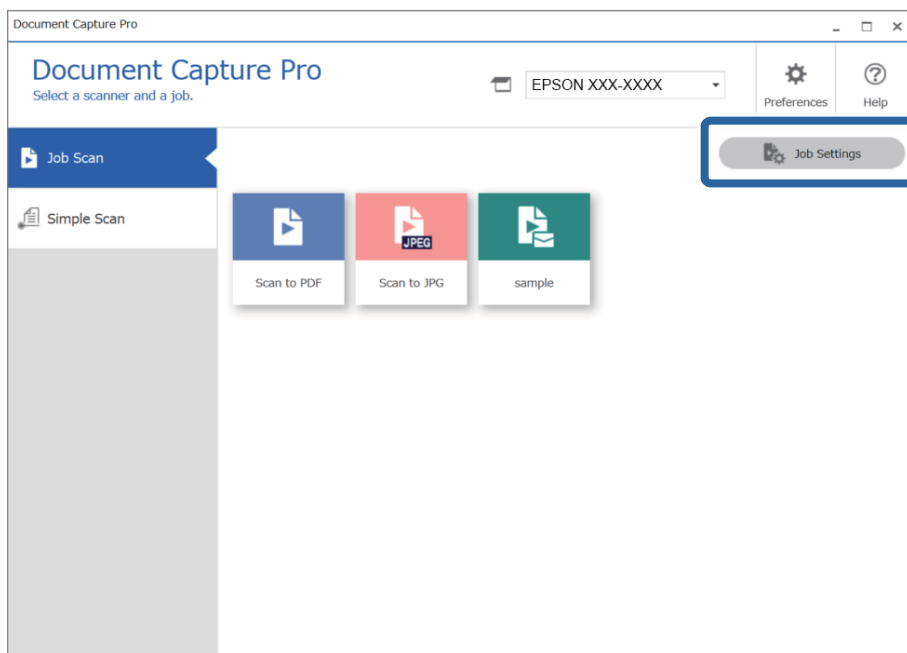 Document Capture Pro
Document Capture Pro
Select a scanner and a job.
EPSON XXX-XXXX
Preferences
Help
Job Scan
Job Settings
Simple Scan
JPEG
Scan to PDF
Scan to JPG
sample